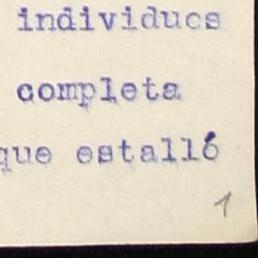 individuos
completa
que estalló
1